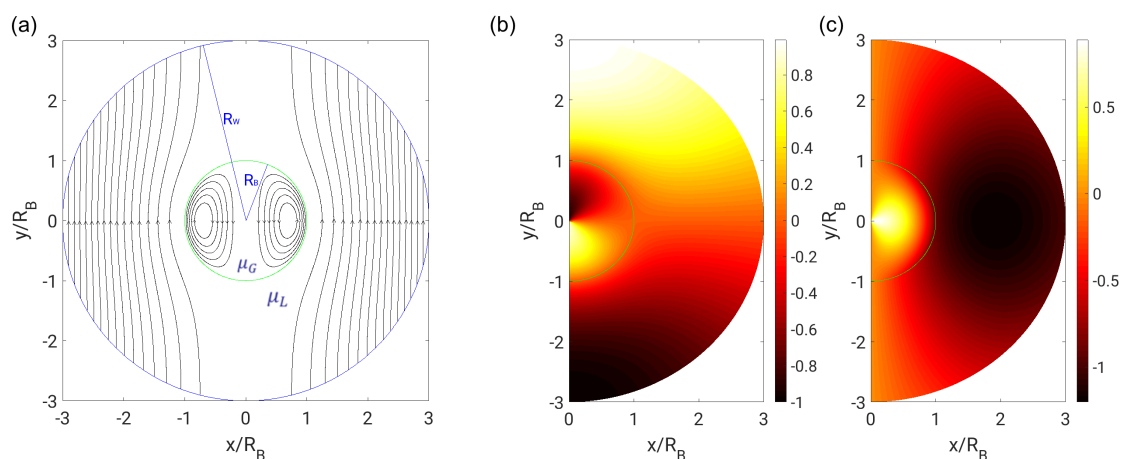 (a)
3
2
1
0
-1
-2
-3
y/R_B
-3 -2 -1 0 1 2 3
x/R_B
R_W
R_B
μ_G
μ_L
(b)
3
2
1
0
-1
-2
-3
y/R_B
0 1 2 3
x/R_B
0.8
0.6
0.4
0.2
0
-0.2
-0.4
-0.6
-0.8
-1
(c)
3
2
1
0
-1
-2
-3
y/R_B
0 1 2 3
x/R_B
0.5
0
-0.5
-1